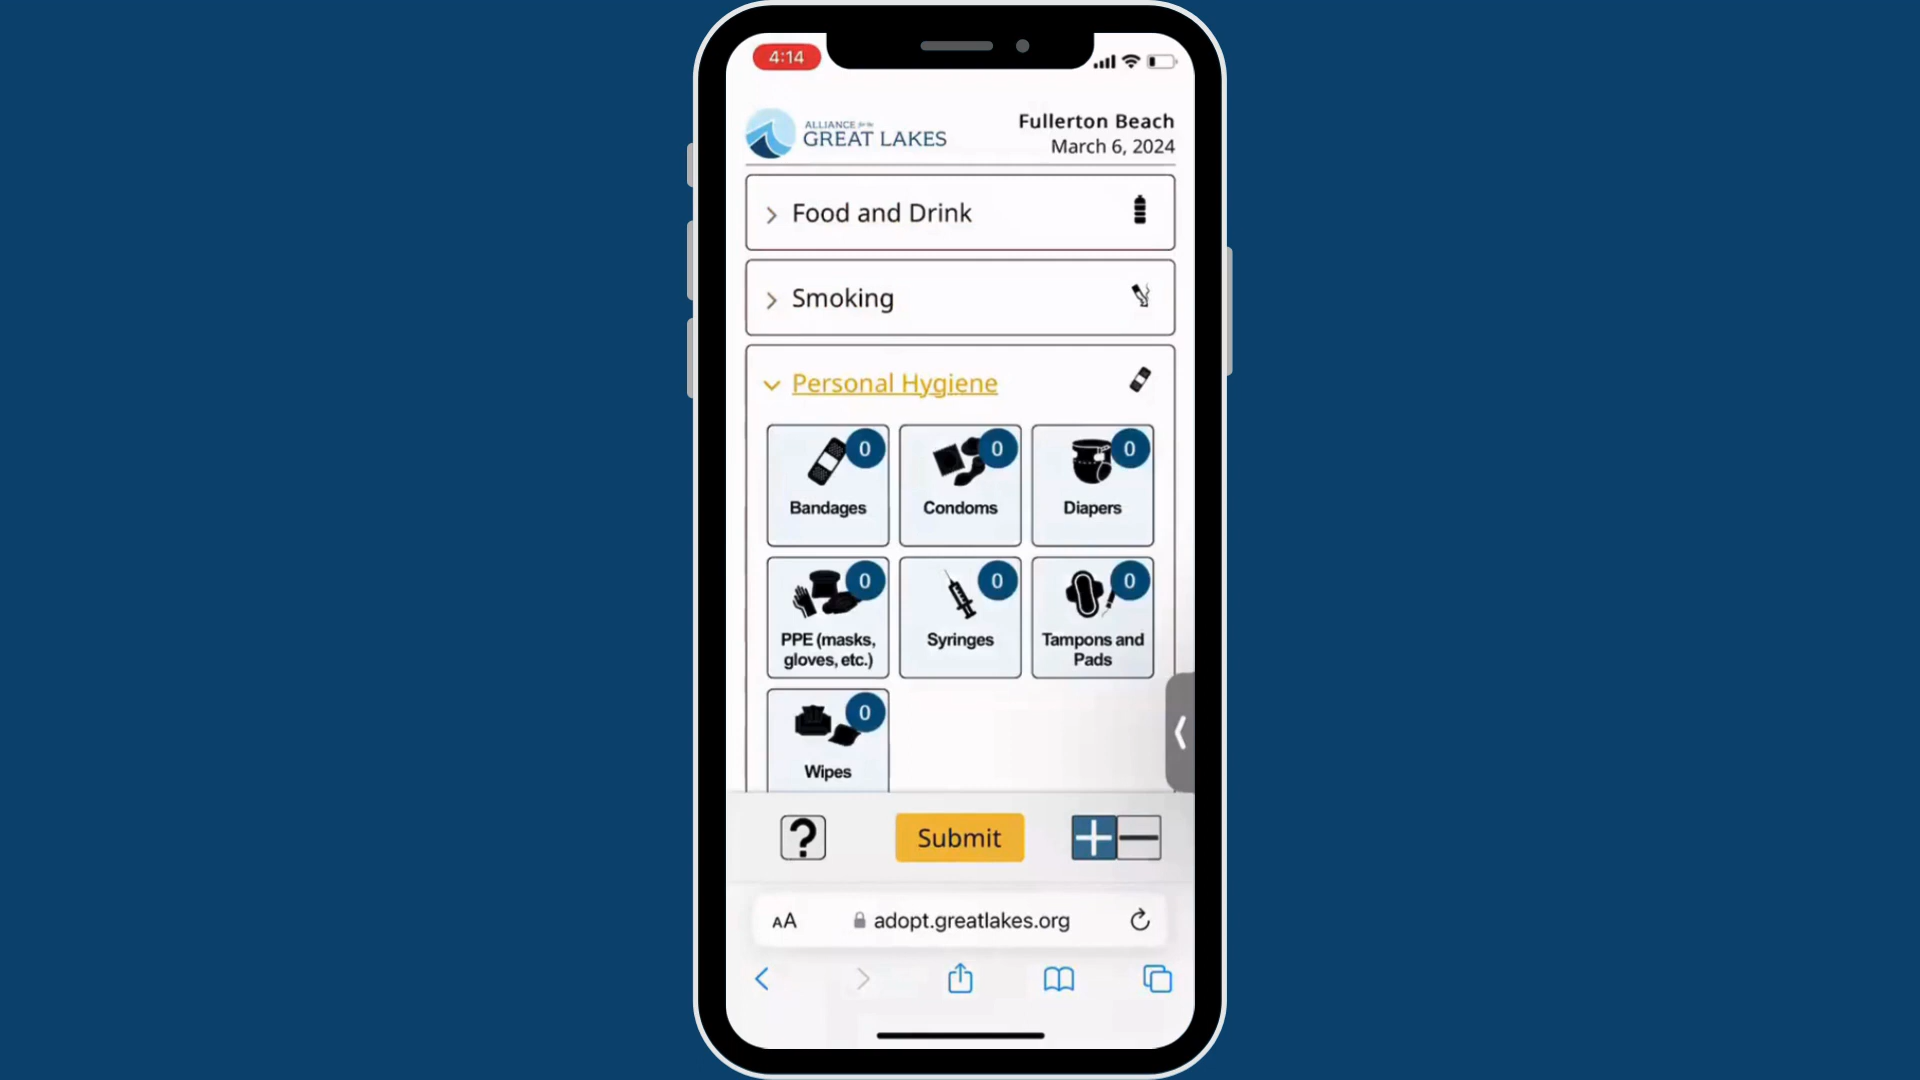 4:14
ALLIANCE for the
GREAT LAKES
Fullerton Beach
March 6, 2024
Food and Drink
Smoking
Personal Hygiene
0
0
0
Bandages
Condoms
Diapers
0
0
0
PPE (masks,
gloves, etc.)
Syringes
Tampons and
Pads
0
Wipes
?
Submit
AA
adopt.greatlakes.org